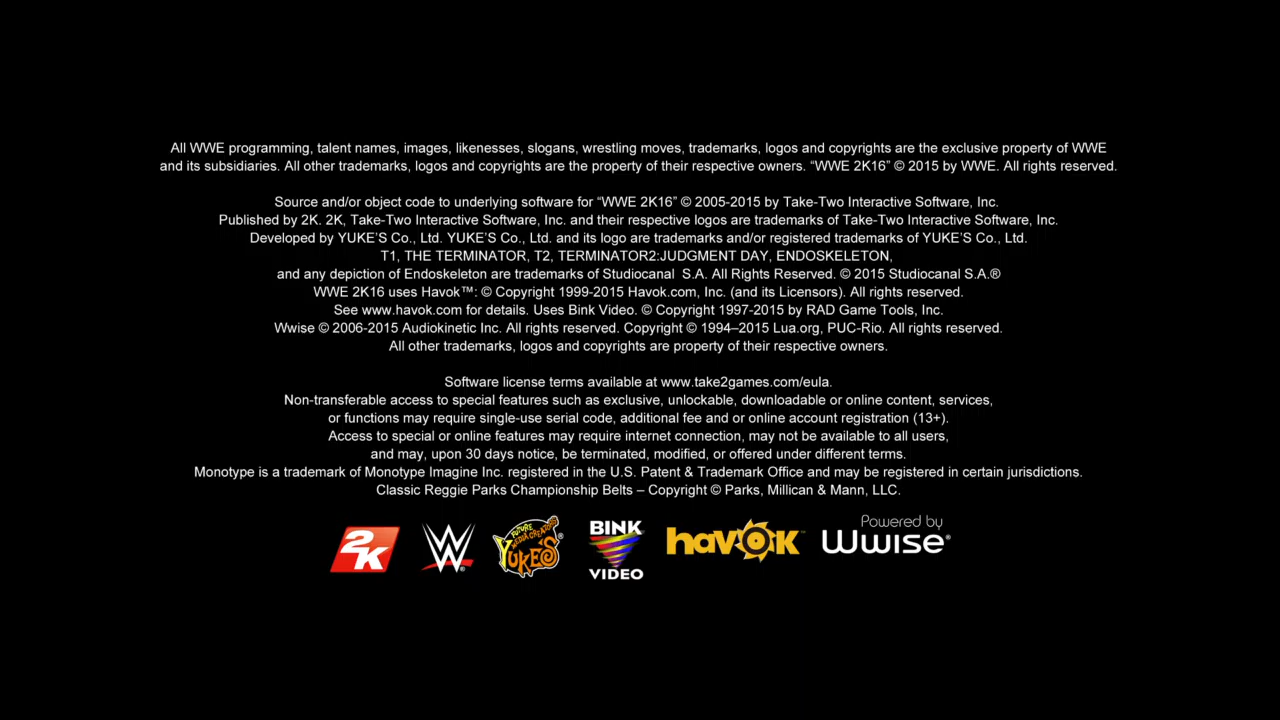 All WWE programming, talent names, images, likenesses, slogans, wrestling moves, trademarks, logos and copyrights are the exclusive property of WWE
and its subsidiaries. All other trademarks, logos and copyrights are the property of their respective owners. “WWE 2K16” © 2015 by WWE. All rights reserved.
Source and/or object code to underlying software for “WWE 2K16” © 2005-2015 by Take-Two Interactive Software, Inc.
Published by 2K. 2K, Take-Two Interactive Software, Inc. and their respective logos are trademarks of Take-Two Interactive Software, Inc.
Developed by YUKE’S Co., Ltd. YUKE’S Co., Ltd. and its logo are trademarks and/or registered trademarks of YUKE’S Co., Ltd.
T1, THE TERMINATOR, T2, TERMINATOR2:JUDGMENT DAY, ENDOSKELETON,
and any depiction of Endoskeleton are trademarks of Studiocanal S.A. All Rights Reserved. © 2015 Studiocanal S.A.®
WWE 2K16 uses Havok™: © Copyright 1999-2015 Havok.com, Inc. (and its Licensors). All rights reserved.
See www.havok.com for details. Uses Bink Video. © Copyright 1997-2015 by RAD Game Tools, Inc.
Wwise © 2006-2015 Audiokinetic Inc. All rights reserved. Copyright © 1994–2015 Lua.org, PUC-Rio. All rights reserved.
All other trademarks, logos and copyrights are property of their respective owners.
Software license terms available at www.take2games.com/eula.
Non-transferable access to special features such as exclusive, unlockable, downloadable or online content, services,
or functions may require single-use serial code, additional fee and or online account registration (13+).
Access to special or online features may require internet connection, may not be available to all users,
and may, upon 30 days notice, be terminated, modified, or offered under different terms.
Monotype is a trademark of Monotype Imagine Inc. registered in the U.S. Patent & Trademark Office and may be registered in certain jurisdictions.
Classic Reggie Parks Championship Belts – Copyright © Parks, Millican & Mann, LLC.
2K
W
FUTURE
MEDIA CREATORS
YUKE'S®
BINK
VIDEO
havok™
Powered by
Wwise®